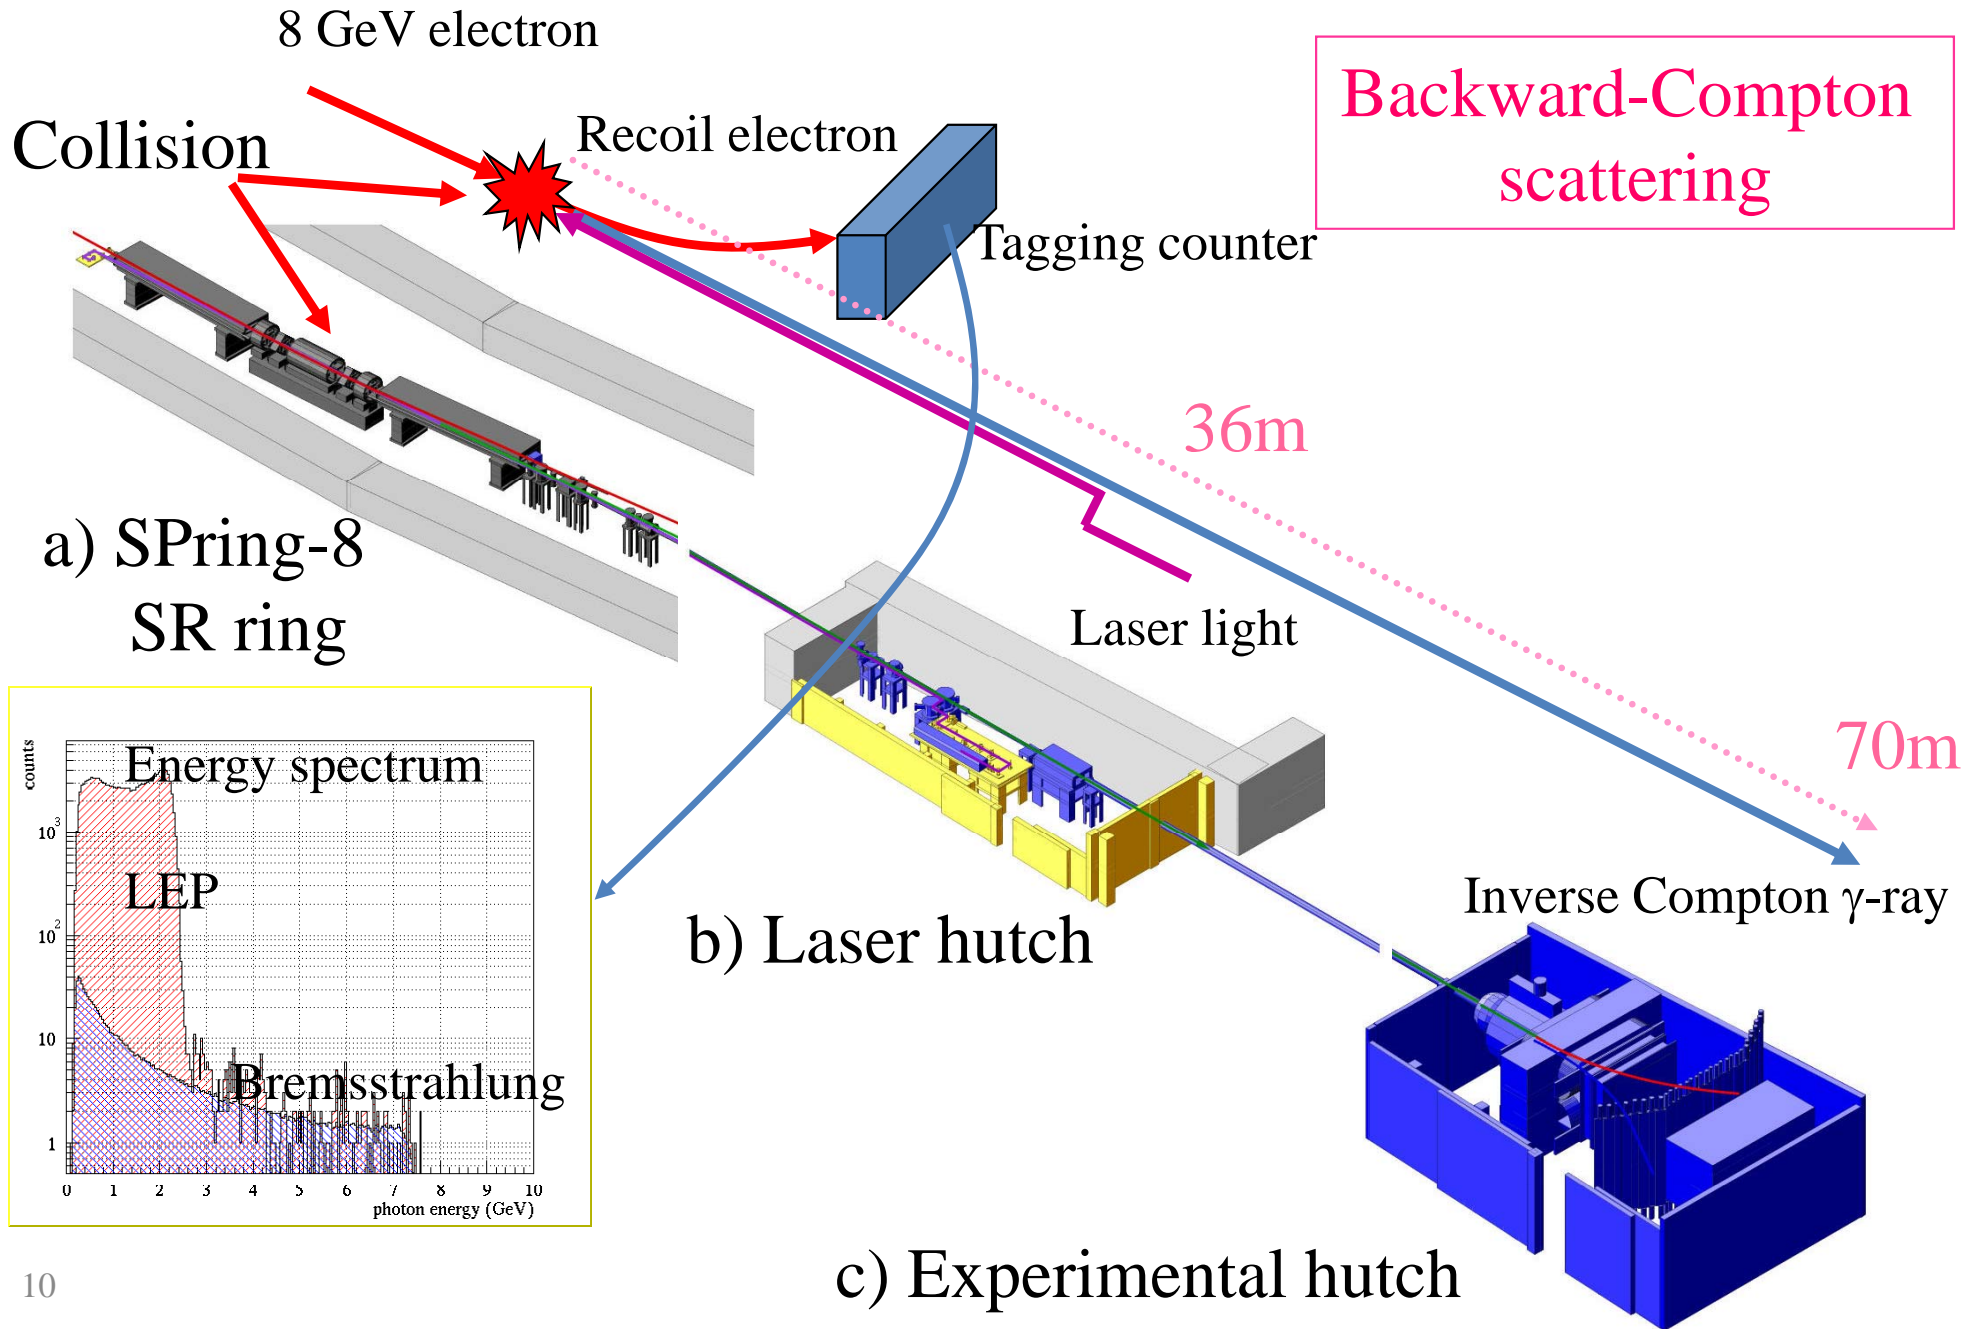 8 GeV electron
Backward-Compton
scattering
Collision
Recoil electron
Tagging counter
36m
a) SPring-8
SR ring
Laser light
70m
counts
Energy spectrum
10³
LEP
10²
10
Bremsstrahlung
1
0 1 2 3 4 5 6 7 8 9 10
photon energy (GeV)
b) Laser hutch
Inverse Compton γ-ray
c) Experimental hutch
10